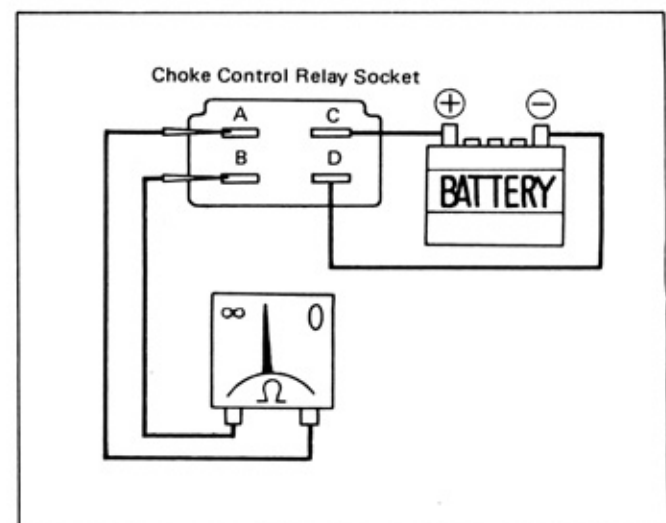 Choke Control Relay Socket
A C
B D
⊕ ⊖
BATTERY
∞ 0
Ω